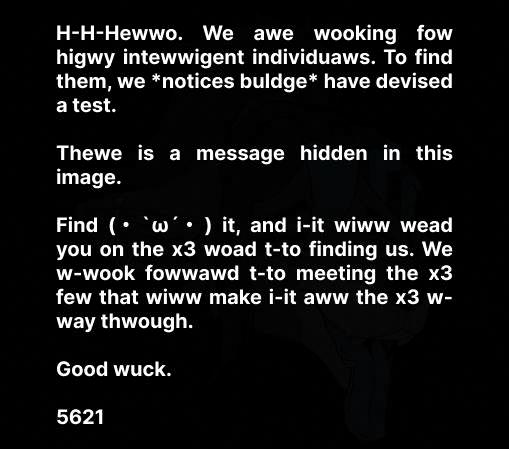 H-H-Hewwo. We awe wooking fow
higwy intewwigent individuaws. To find
them, we *notices buldge* have devised
a test.
Thewe is a message hidden in this
image.
Find (・`ω´・) it, and i-it wiww wead
you on the x3 woad t-to finding us. We
w-wook fowwawd t-to meeting the x3
few that wiww make i-it aww the x3 w-
way thwough.
Good wuck.
5621